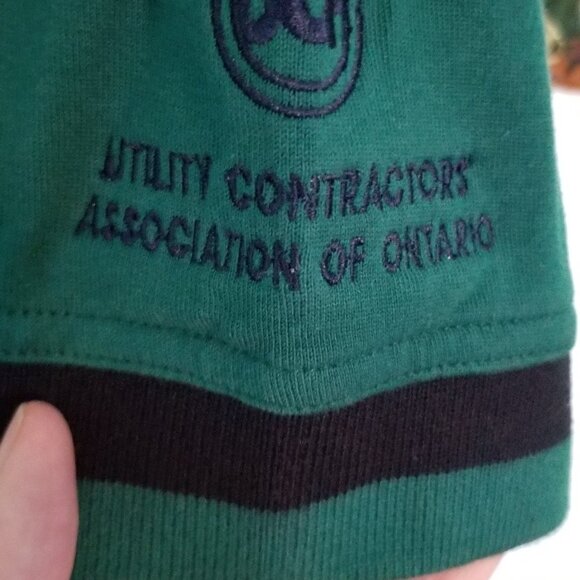 UTILITY CONTRACTORS'
ASSOCIATION OF ONTARIO